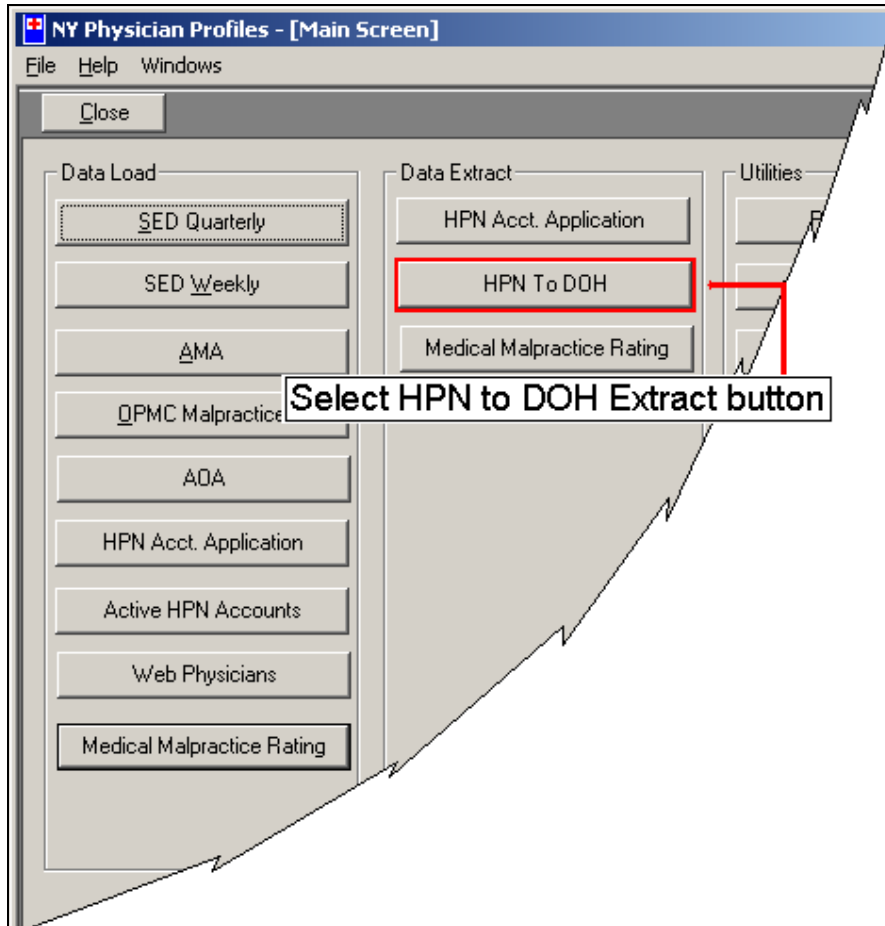 NY Physician Profiles - [Main Screen]
File Help Windows
Close
Data Load
SED Quarterly
SED Weekly
AMA
OPMC Malpractice
AOA
HPN Acct. Application
Active HPN Accounts
Web Physicians
Medical Malpractice Rating
Data Extract
HPN Acct. Application
HPN To DOH
Medical Malpractice Rating
Select HPN to DOH Extract button
Utilities